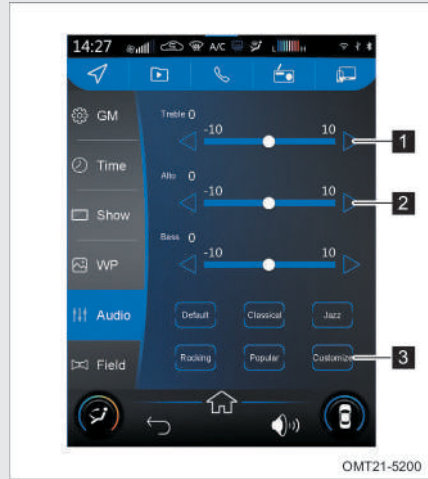 14:27 A/C L H
GM
Treble 0
-10 10
1
Time
Alto 0
-10 10
2
Show
Bass 0
-10 10
WP
Audio
Default Classical Jazz
Rocking Popular Customize
3
Field
OMT21-5200